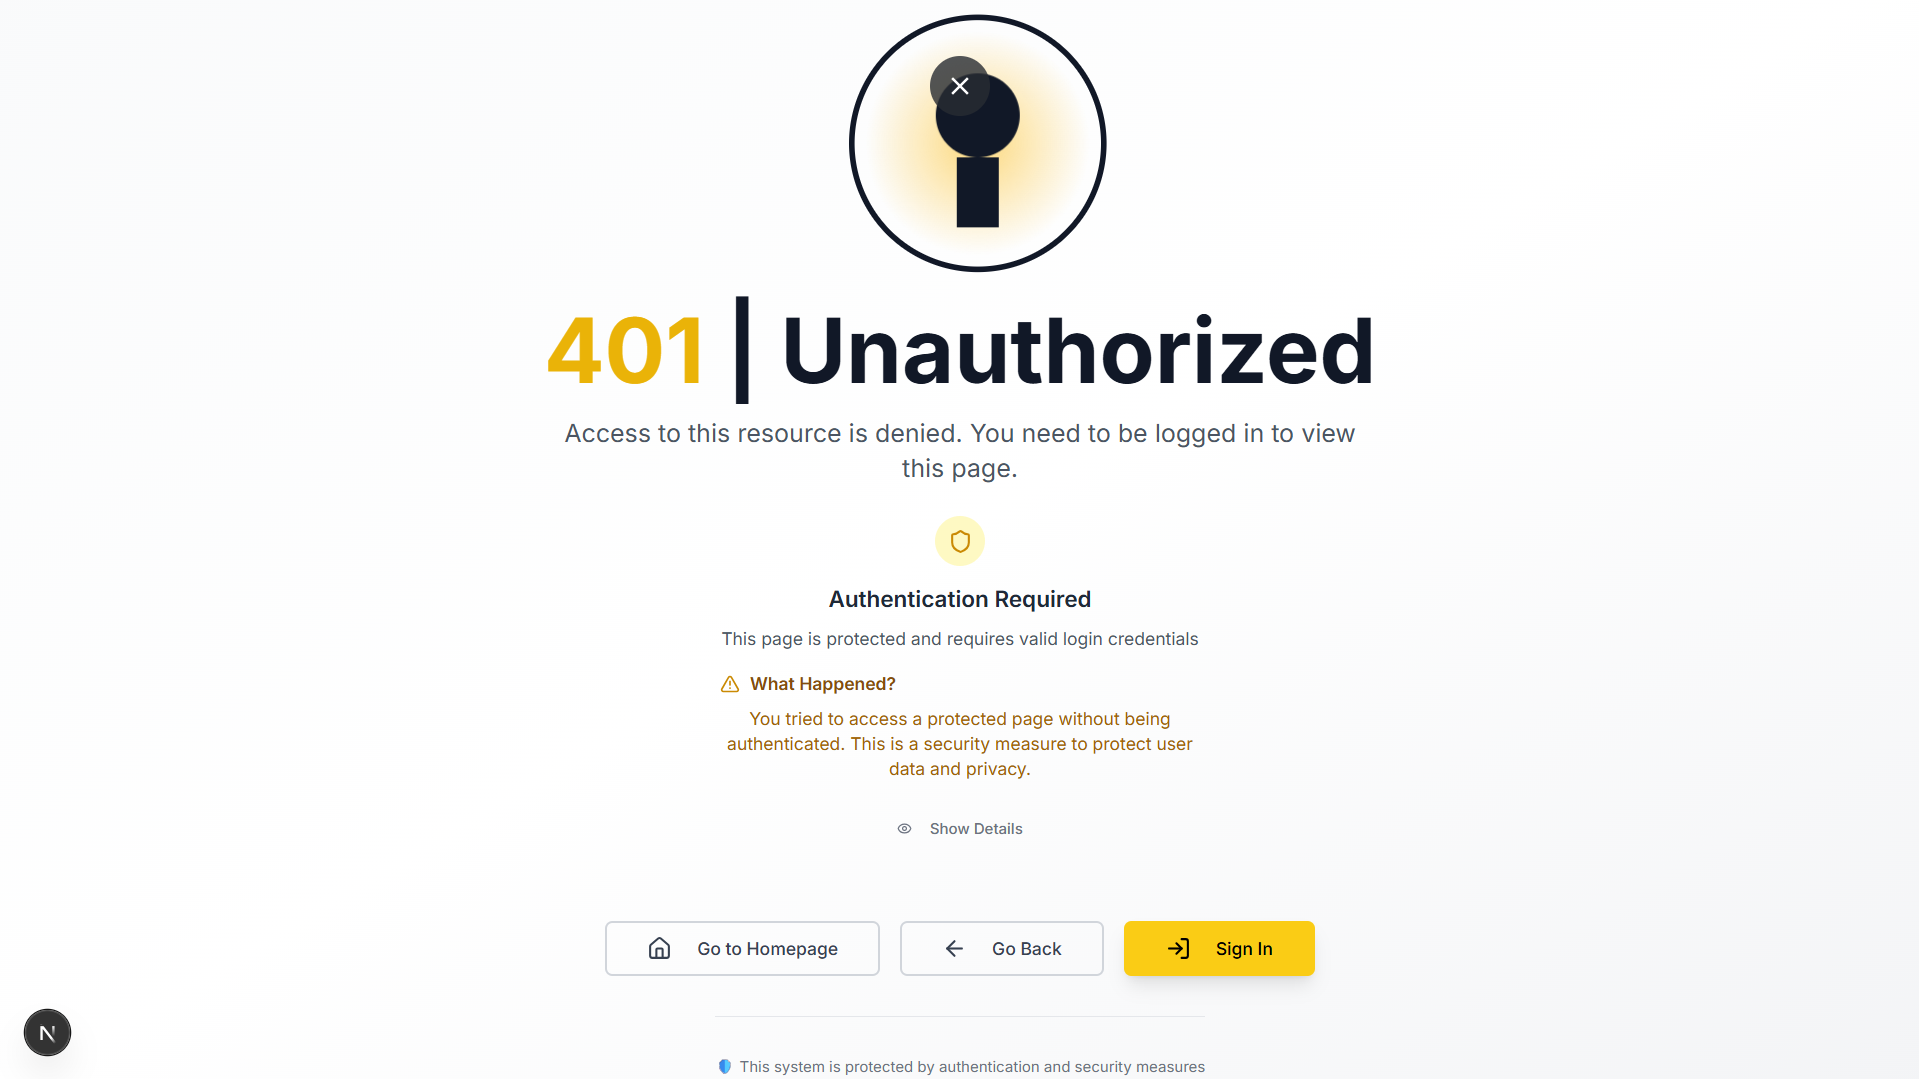 401 | Unauthorized
Access to this resource is denied. You need to be logged in to view
this page.
Authentication Required
This page is protected and requires valid login credentials
What Happened?
You tried to access a protected page without being
authenticated. This is a security measure to protect user
data and privacy.
Show Details
Go to Homepage
Go Back
Sign In
N
This system is protected by authentication and security measures